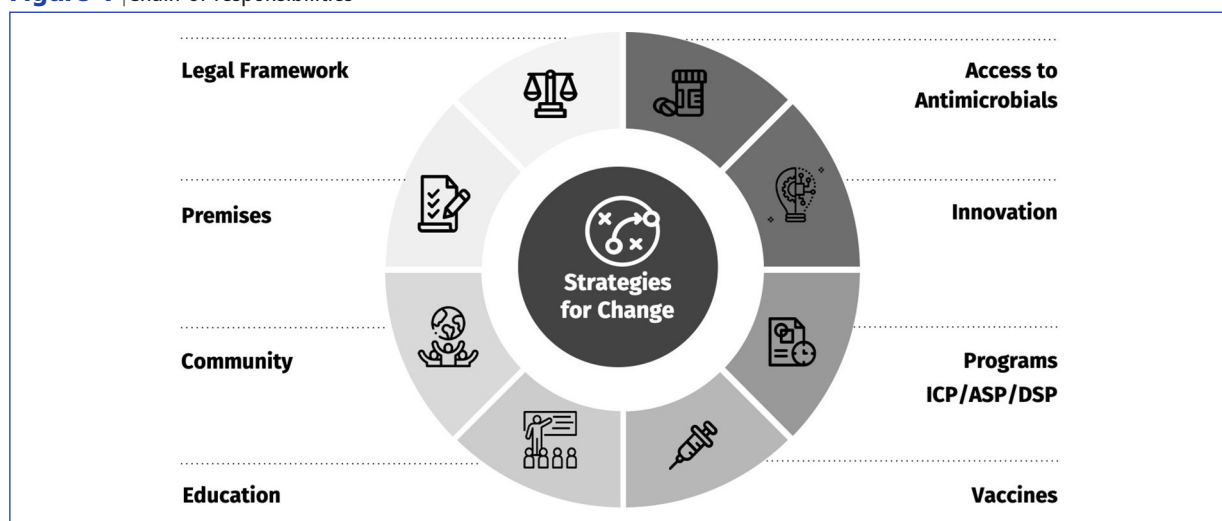 Legal Framework
Access to
Antimicrobials
Premises
Innovation
Strategies
for Change
Community
Programs
ICP/ASP/DSP
Education
Vaccines